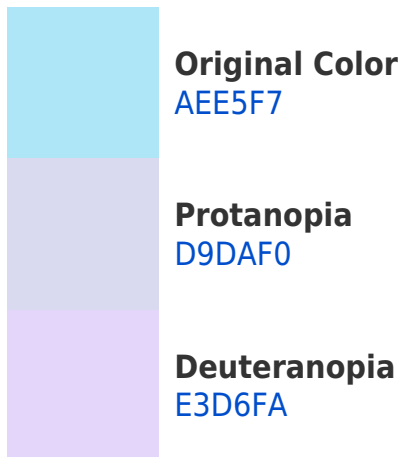 Original Color
AEE5F7
Protanopia
D9DAF0
Deuteranopia
E3D6FA